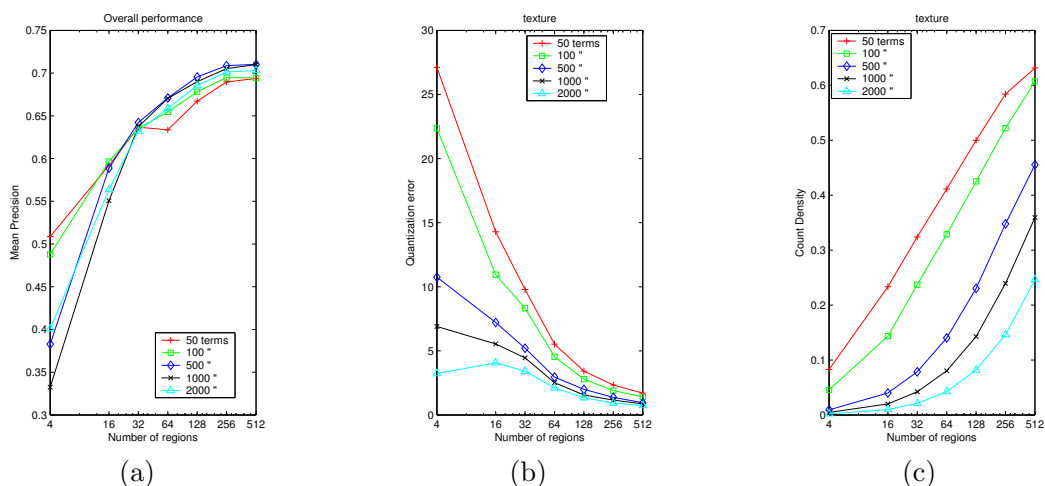 Overall performance
0.75
0.7
0.65
0.6
0.55
0.5
0.45
0.4
0.35
0.3
Mean Precision
50 terms
100 "
500 "
1000 "
2000 "
4 16 32 64 128 256 512
Number of regions
(a)
texture
30
25
20
15
10
5
0
Quantization error
50 terms
100 "
500 "
1000 "
2000 "
4 16 32 64 128 256 512
Number of regions
(b)
texture
0.7
0.6
0.5
0.4
0.3
0.2
0.1
0
Count Density
50 terms
100 "
500 "
1000 "
2000 "
4 16 32 64 128 256 512
Number of regions
(c)